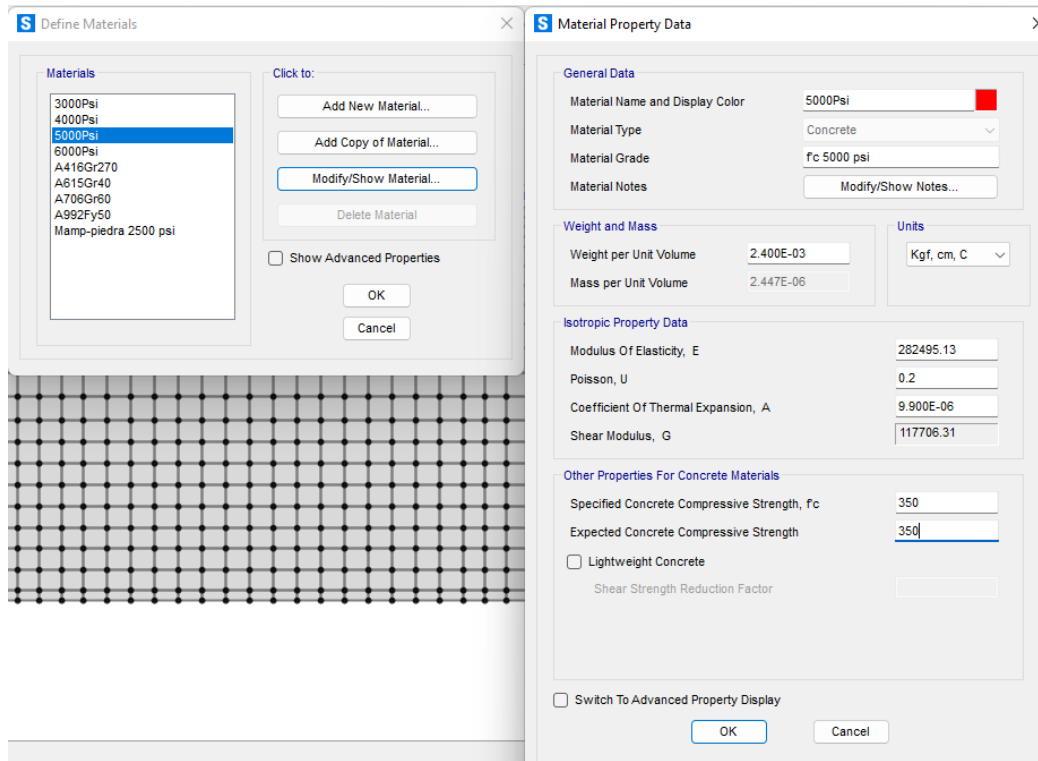 S Define Materials
Materials
3000Psi
4000Psi
5000Psi
6000Psi
A416Gr270
A615Gr40
A706Gr60
A992Fy50
Mamp-piedra 2500 psi
Click to:
Add New Material...
Add Copy of Material...
Modify/Show Material...
Delete Material
Show Advanced Properties
OK
Cancel
S Material Property Data
General Data
Material Name and Display Color 5000Psi
Material Type Concrete
Material Grade f'c 5000 psi
Material Notes Modify/Show Notes...
Weight and Mass
Weight per Unit Volume 2.400E-03
Mass per Unit Volume 2.447E-06
Units
Kgf, cm, C
Isotropic Property Data
Modulus Of Elasticity, E 282495.13
Poisson, U 0.2
Coefficient Of Thermal Expansion, A 9.900E-06
Shear Modulus, G 117706.31
Other Properties For Concrete Materials
Specified Concrete Compressive Strength, f'c 350
Expected Concrete Compressive Strength 350
Lightweight Concrete
Shear Strength Reduction Factor
Switch To Advanced Property Display
OK
Cancel